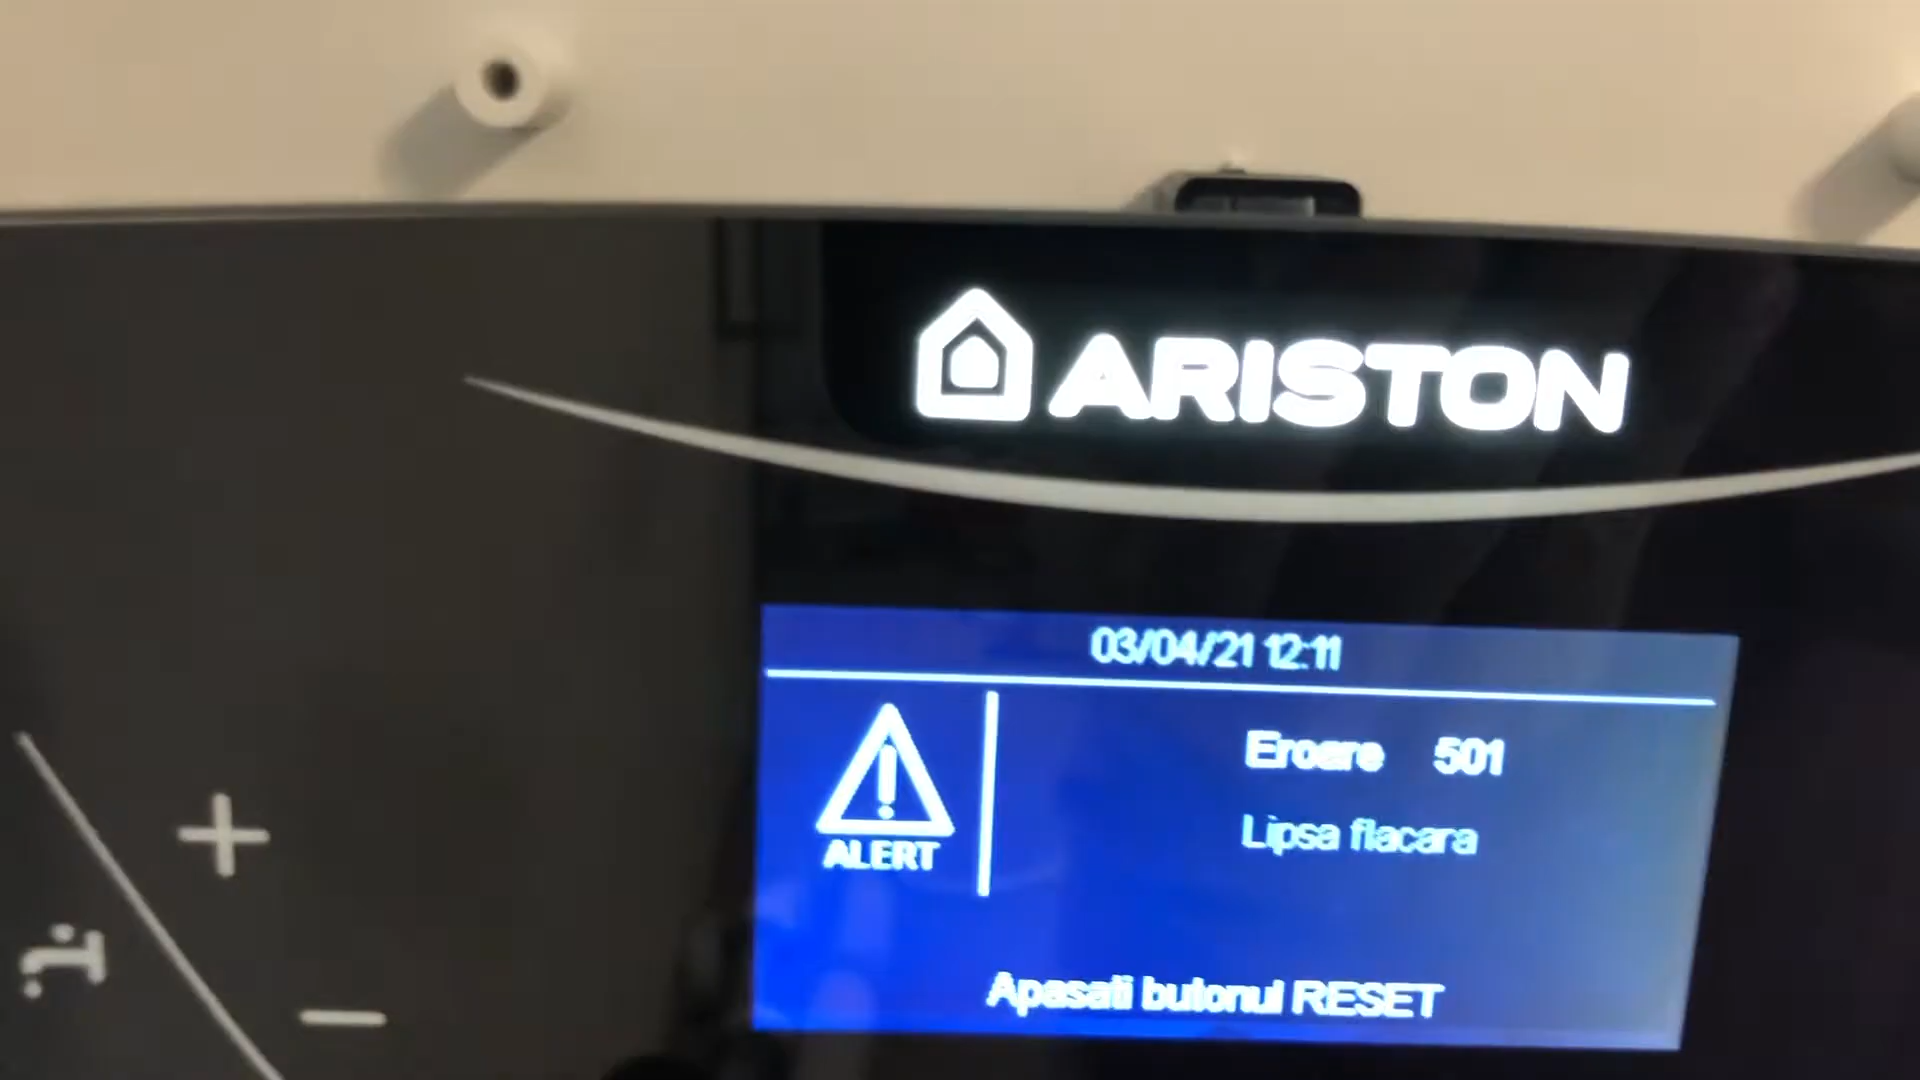 ARISTON
03/04/21 12:11
Eroare 501
ALERT
Lipsa flacara
Apasati butonul RESET